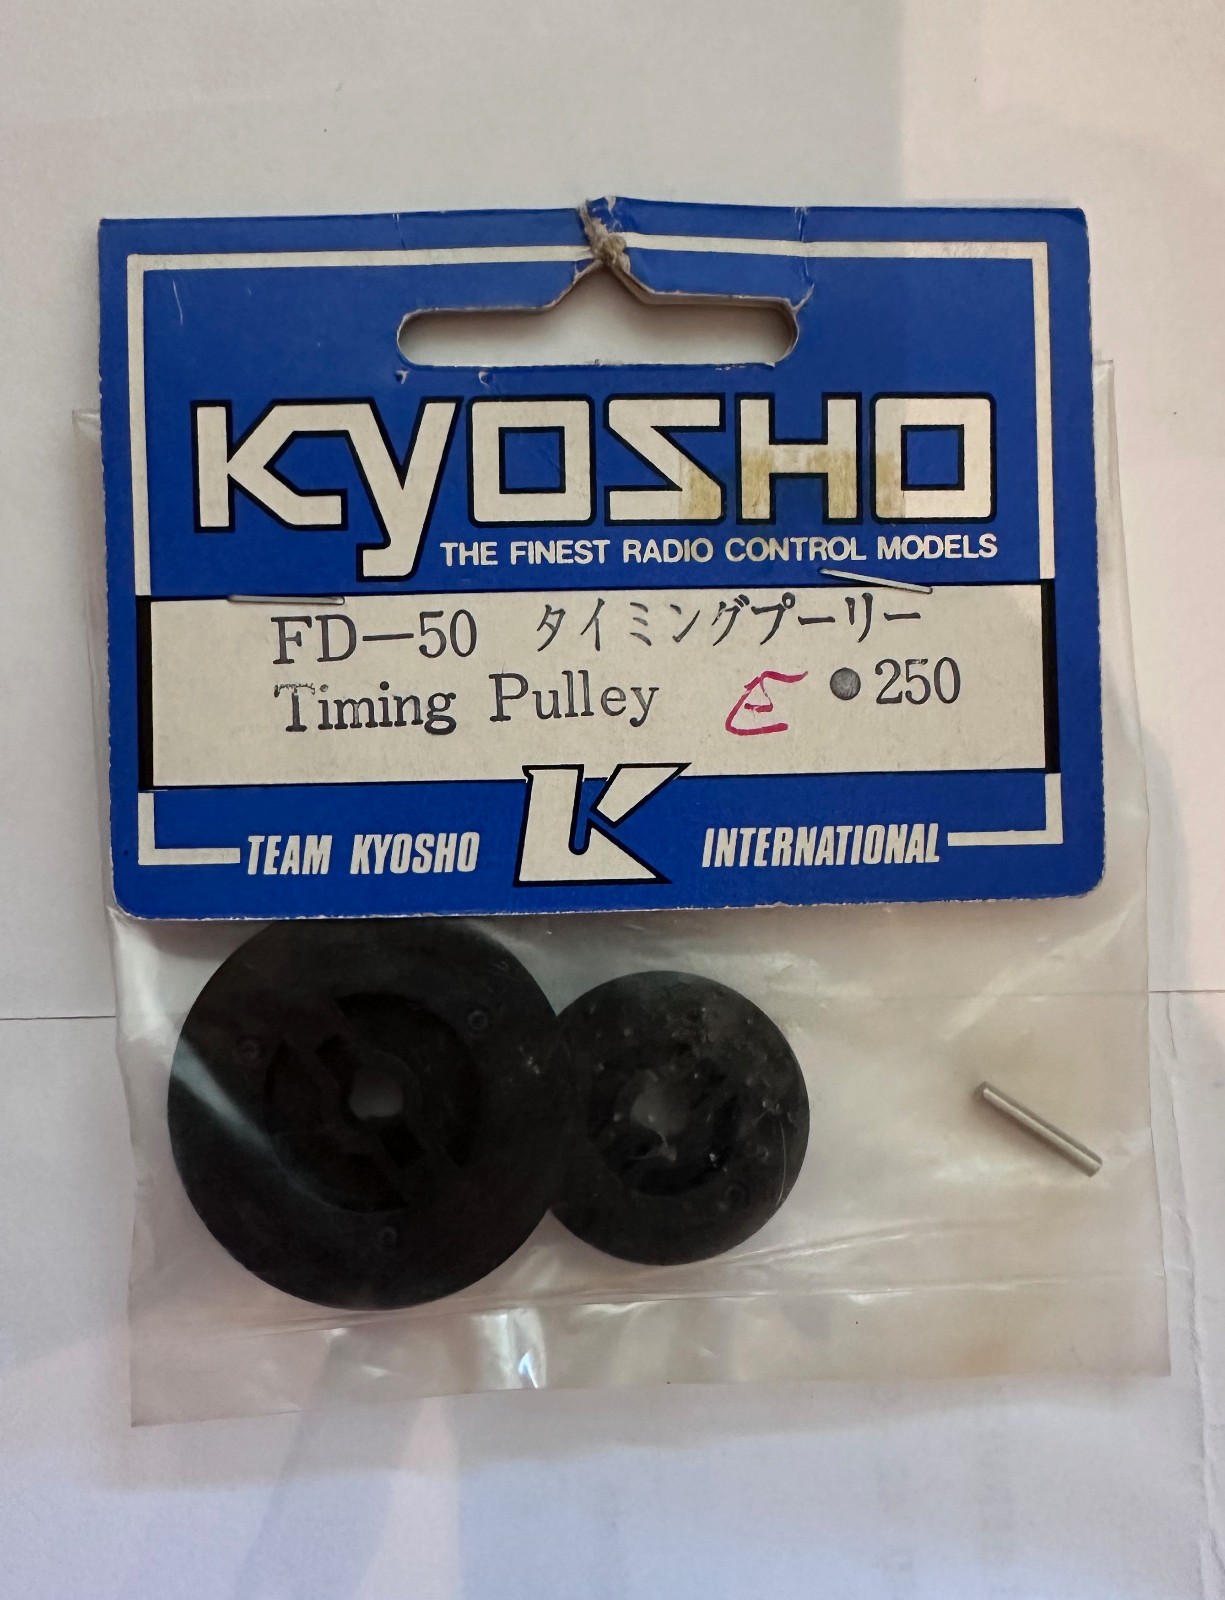 KYOSHO
THE FINEST RADIO CONTROL MODELS
FD—50 タイミングプーリー
Timing Pulley E ●250
K
TEAM KYOSHO INTERNATIONAL